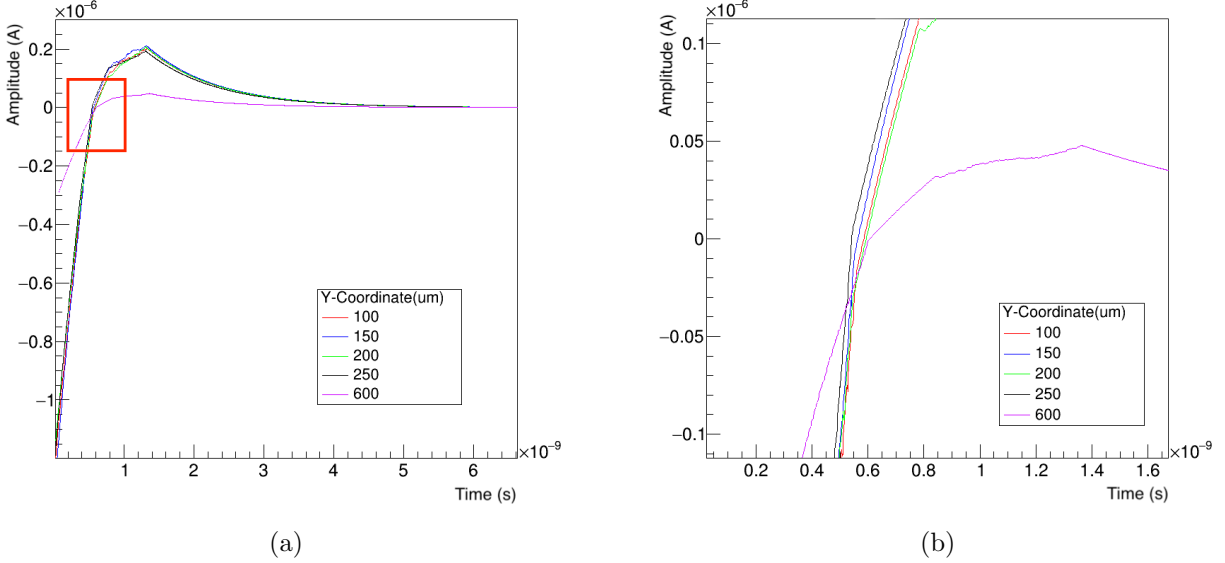 ×10⁻⁶
Amplitude (A)
0.2
0
−0.2
−0.4
−0.6
−0.8
−1
Y-Coordinate(um)
100
150
200
250
600
1 2 3 4 5 6
×10⁻⁹
Time (s)
(a)
×10⁻⁶
Amplitude (A)
0.1
0.05
0
−0.05
−0.1
Y-Coordinate(um)
100
150
200
250
600
0.2 0.4 0.6 0.8 1 1.2 1.4 1.6
×10⁻⁹
Time (s)
(b)